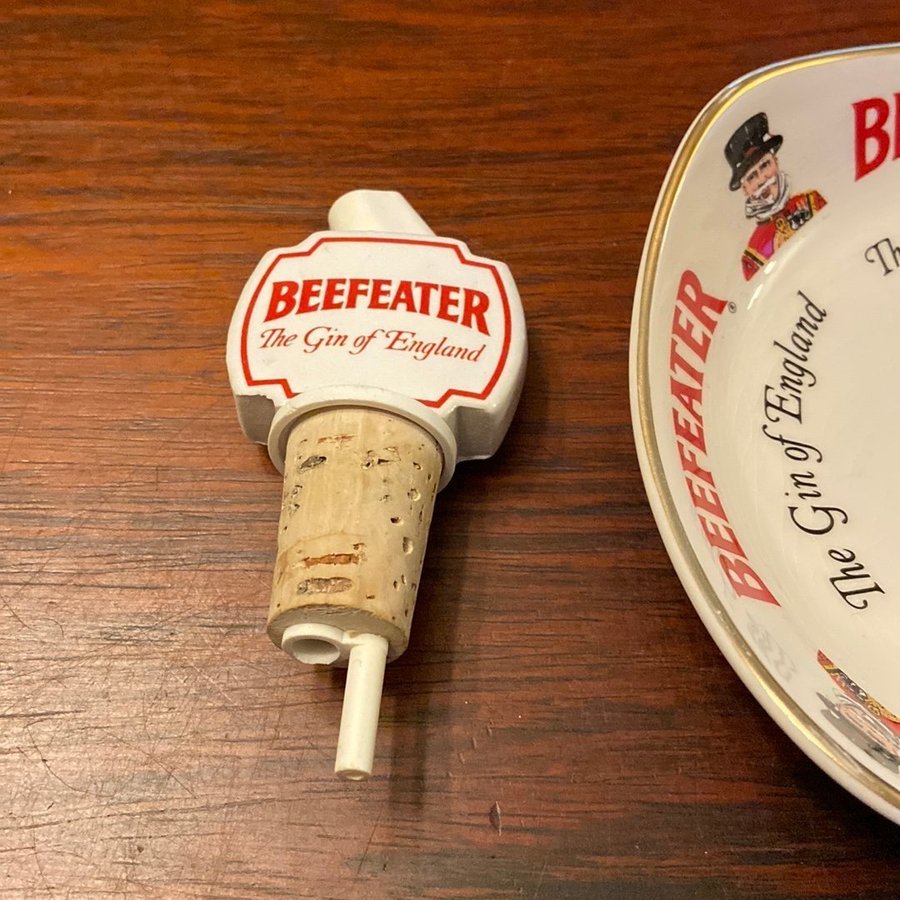 BEEFEATER
The Gin of England
BEEFEATER®
The Gin of England